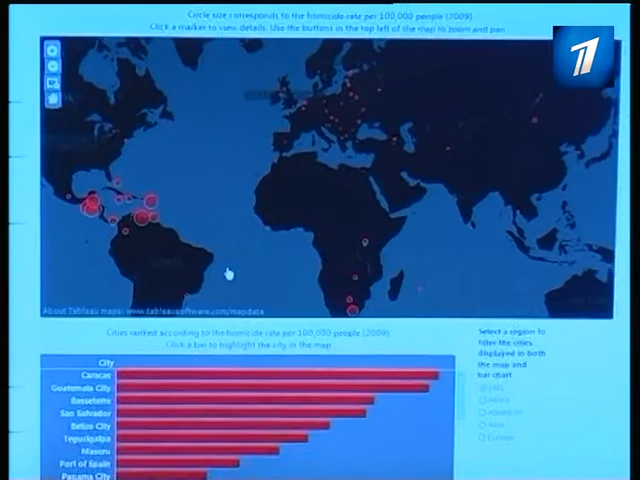 Circle size corresponds to the homicide rate per 100,000 people (2009)
Click a marker to view details. Use the buttons in the top left of the map to zoom and pan
1
About Tableau maps: www.tableausoftware.com/mapdata
Cities ranked according to the homicide rate per 100,000 people (2009).
Click a bar to highlight the city in the map
Select a region to
filter the cities
displayed in both
the map and
bar chart
City
Caracas
Guatemala City
Basseterre
San Salvador
Belize City
Tegucigalpa
Maseru
Port of Spain
Panama City
(All)
Africa
Americas
Asia
Europe